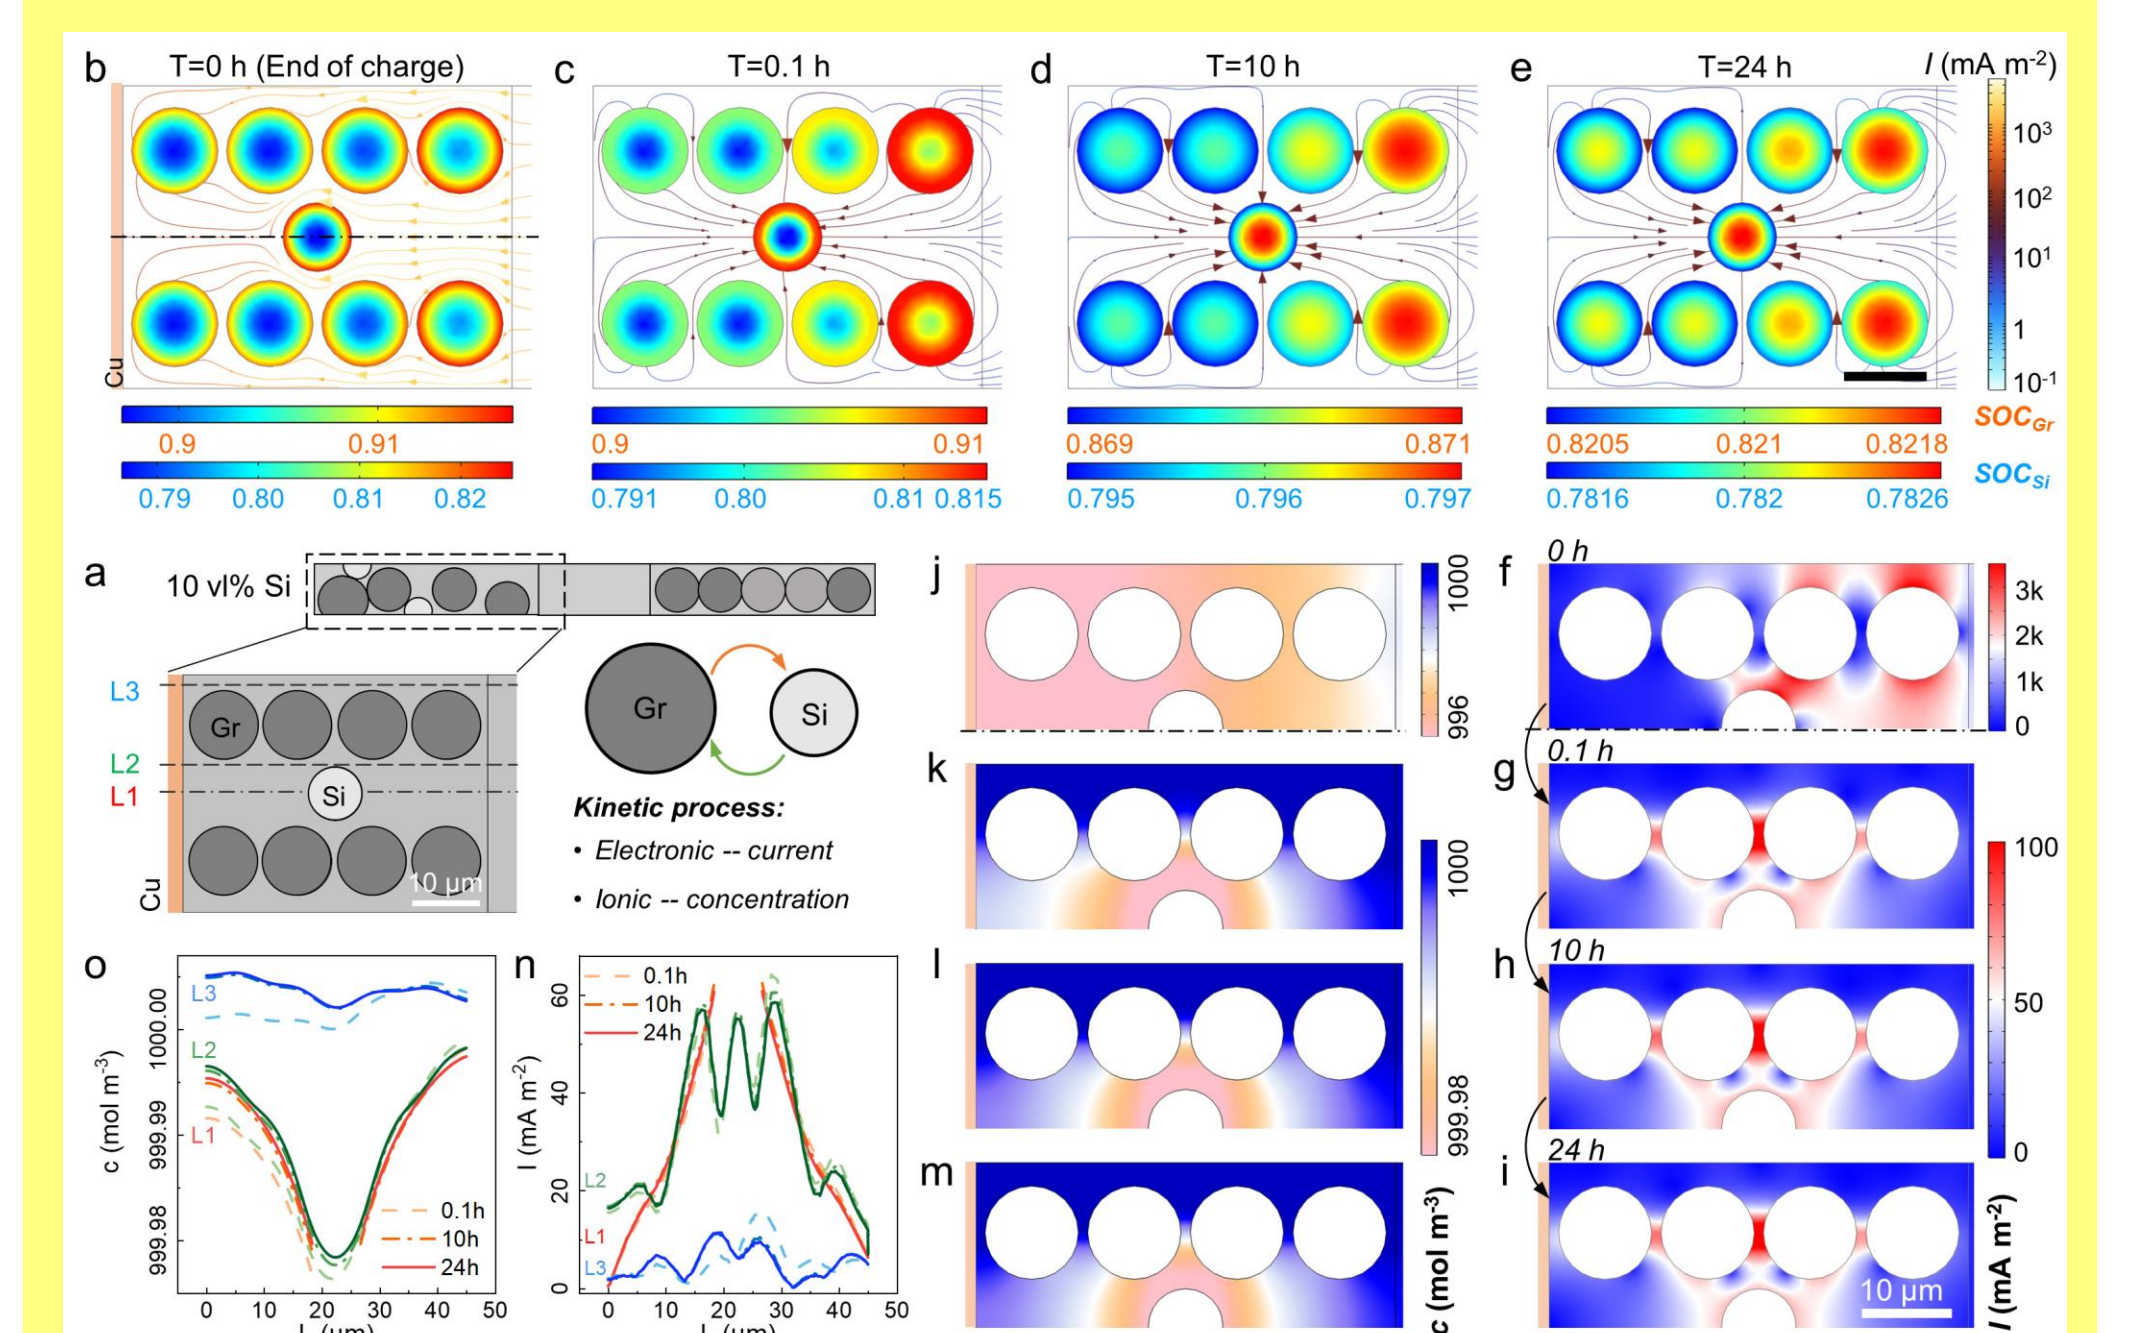 b T=0 h (End of charge)
c T=0.1 h
d T=10 h
e T=24 h
I (mA m-2)
10³
10²
10¹
1
10-1
Cu
0.9 0.91
0.9 0.91
0.869 0.871
0.8205 0.821 0.8218
SOCGr
0.79 0.80 0.81 0.82
0.791 0.80 0.81 0.815
0.795 0.796 0.797
0.7816 0.782 0.7826
SOCSi
a
10 vl% Si
L3
L2
L1
Gr
Si
Cu
10 µm
Gr
Si
Kinetic process:
• Electronic -- current
• Ionic -- concentration
j
1000
996
k
l
m
1000
999.98
c (mol m-3)
f
0 h
3k
2k
1k
0
g
0.1 h
h
10 h
i
24 h
100
50
0
10 µm
I (mA m-2)
o
L3
L2
L1
c (mol m-3)
1000.00
999.99
999.98
0.1h
10h
24h
0 10 20 30 40 50
L (µm)
n
0.1h
10h
24h
I (mA m-2)
60
40
20
0
L2
L1
L3
0 10 20 30 40 50
L (µm)